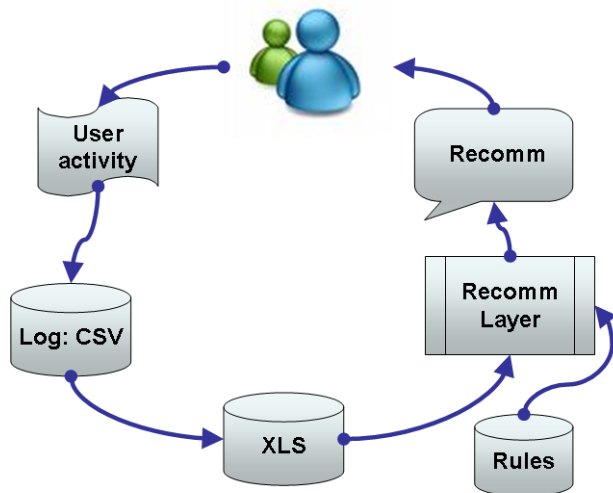 User
activity
Recomm
Recomm
Layer
Log: CSV
XLS
Rules